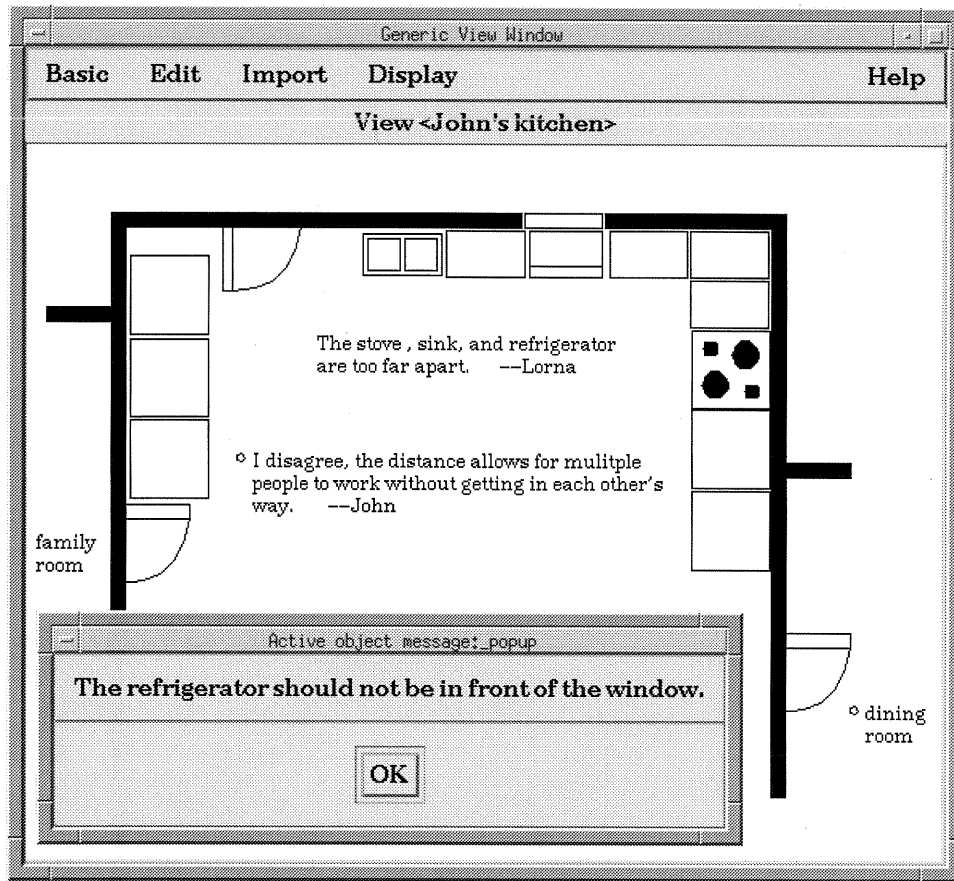 Generic View Window
Basic Edit Import Display Help
View <John's kitchen>
The stove , sink, and refrigerator
are too far apart. --Lorna
I disagree, the distance allows for mulitple
people to work without getting in each other's
way. --John
family
room
Active object message:_popup
The refrigerator should not be in front of the window.
OK
dining
room